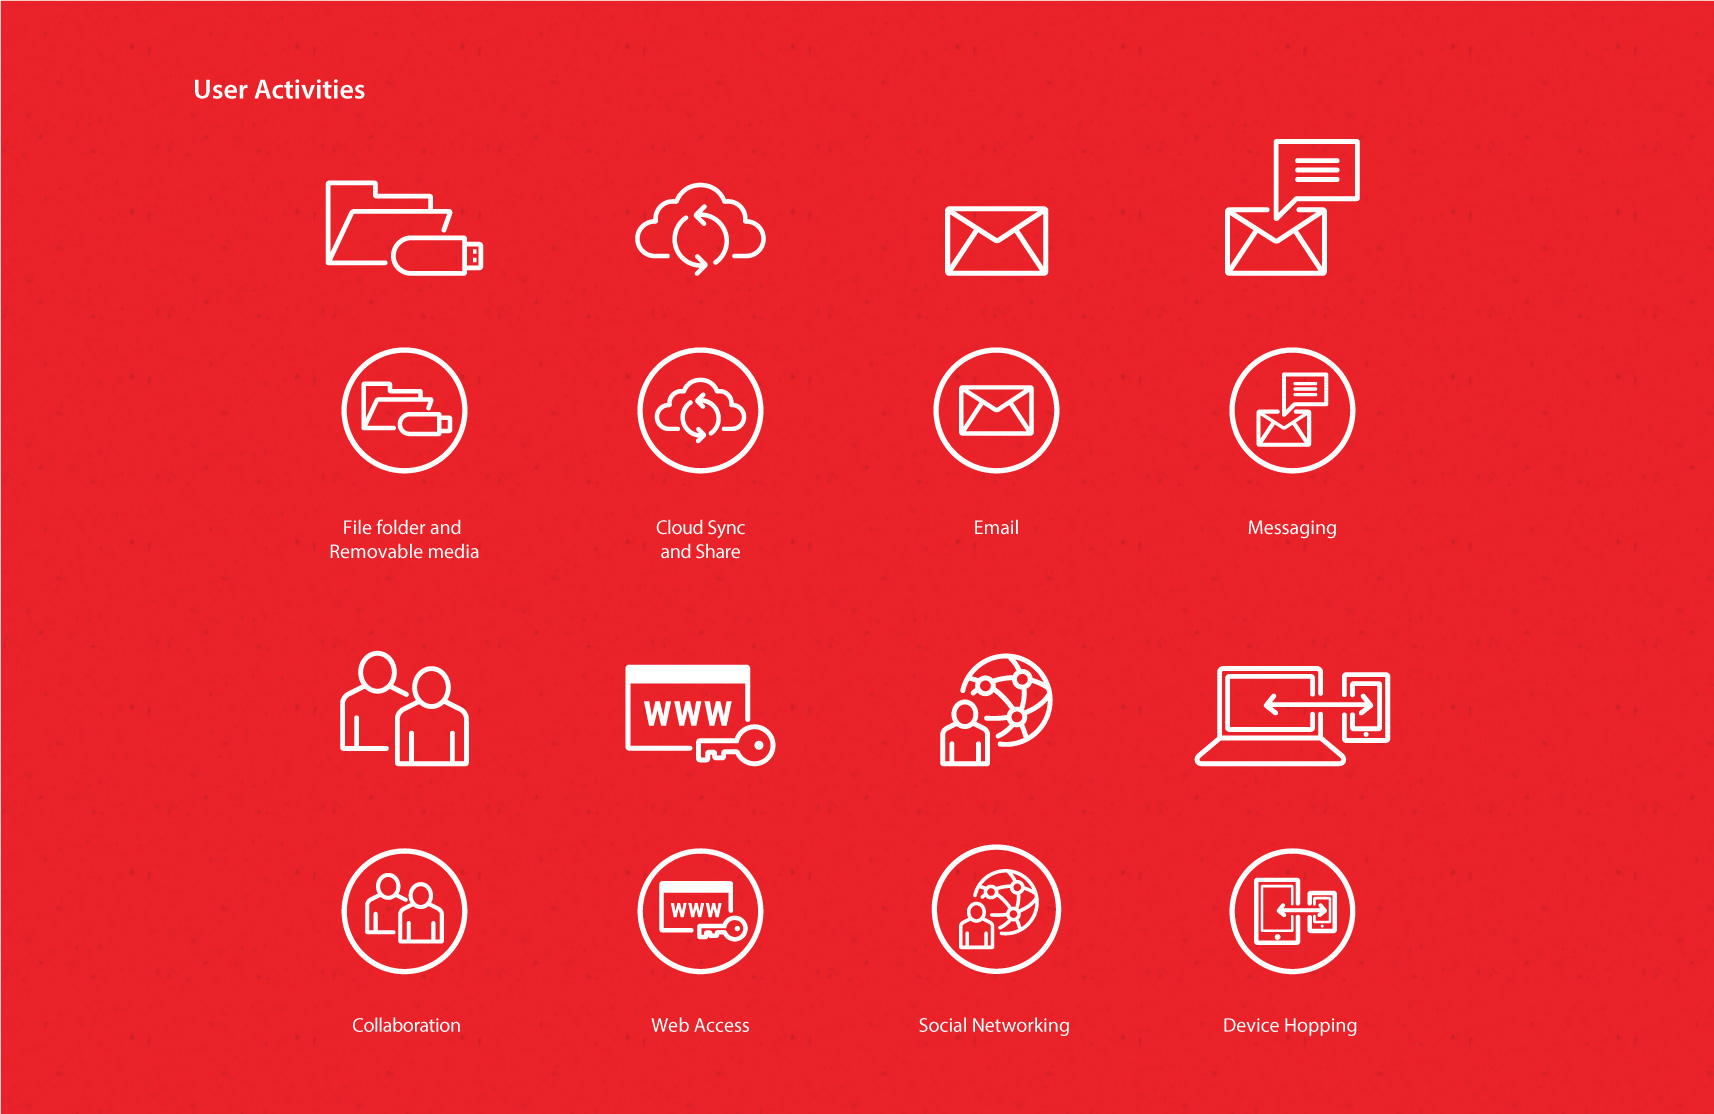 User Activities
File folder and
Removable media
Cloud Sync
and Share
Email
Messaging
www
www
Collaboration
Web Access
Social Networking
Device Hopping